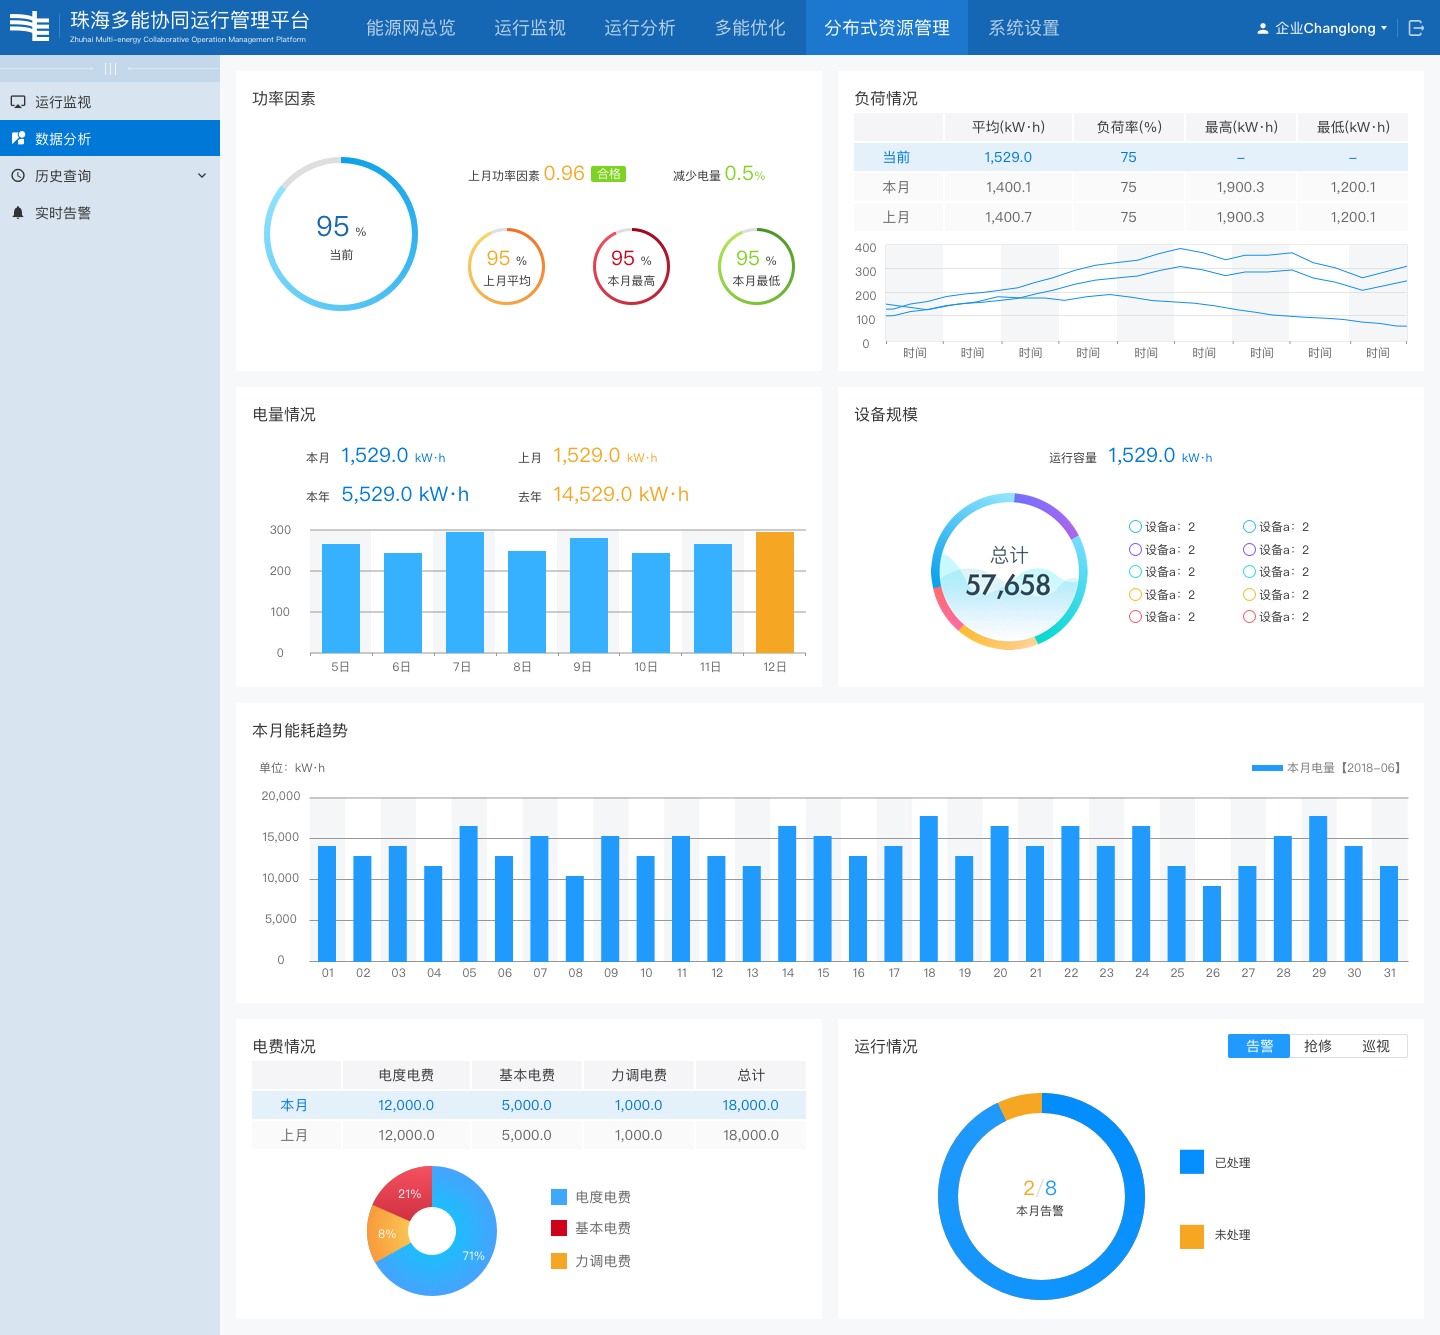 珠海多能协同运行管理平台
Zhuhai Multi-energy Collaborative Operation Management Platform
能源网总览 运行监视 运行分析 多能优化 分布式资源管理 系统设置
企业Changlong
运行监视
数据分析
历史查询
实时告警
功率因素
95 %
当前
上月功率因素 0.96 合格
减少电量 0.5%
95 %
上月平均
95 %
本月最高
95 %
本月最低
负荷情况
平均(kW·h) 负荷率(%) 最高(kW·h) 最低(kW·h)
当前 1,529.0 75 – –
本月 1,400.1 75 1,900.3 1,200.1
上月 1,400.7 75 1,900.3 1,200.1
400
300
200
100
0
时间 时间 时间 时间 时间 时间 时间 时间 时间
电量情况
本月 1,529.0 kW·h 上月 1,529.0 kW·h
本年 5,529.0 kW·h 去年 14,529.0 kW·h
300
200
100
0
5日 6日 7日 8日 9日 10日 11日 12日
设备规模
运行容量 1,529.0 kW·h
总计
57,658
设备a：2 设备a：2
设备a：2 设备a：2
设备a：2 设备a：2
设备a：2 设备a：2
设备a：2 设备a：2
本月能耗趋势
单位：kW·h
本月电量【2018-06】
20,000
15,000
10,000
5,000
0
01 02 03 04 05 06 07 08 09 10 11 12 13 14 15 16 17 18 19 20 21 22 23 24 25 26 27 28 29 30 31
电费情况
电度电费 基本电费 力调电费 总计
本月 12,000.0 5,000.0 1,000.0 18,000.0
上月 12,000.0 5,000.0 1,000.0 18,000.0
21%
8%
71%
电度电费
基本电费
力调电费
运行情况
告警 抢修 巡视
2/8
本月告警
已处理
未处理